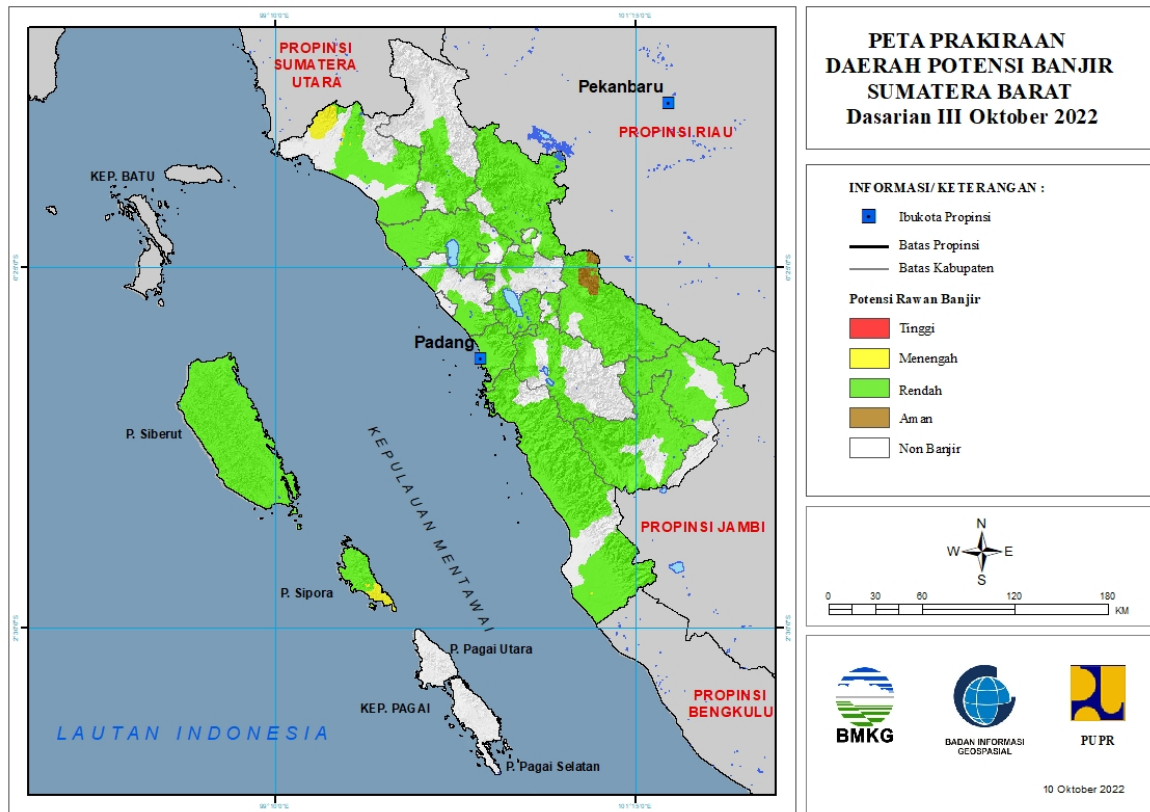 PETA PRAKIRAAN
DAERAH POTENSI BANJIR
SUMATERA BARAT
Dasarian III Oktober 2022
PROPINSI
SUMATERA
UTARA
Pekanbaru
PROPINSI RIAU
KEP. BATU
Padang
P. Siberut
KEPULAUAN MENTAWAI
PROPINSI JAMBI
P. Sipora
P. Pagai Utara
KEP. PAGAI
PROPINSI
BENGKULU
LAUTAN INDONESIA
P. Pagai Selatan
INFORMASI/ KETERANGAN :
Ibukota Propinsi
Batas Propinsi
Batas Kabupaten
Potensi Rawan Banjir
Tinggi
Menengah
Rendah
Aman
Non Banjir
N
W E
S
0 30 60 120 180
KM
BMKG
BADAN INFORMASI
GEOSPASIAL
PUPR
10 Oktober 2022